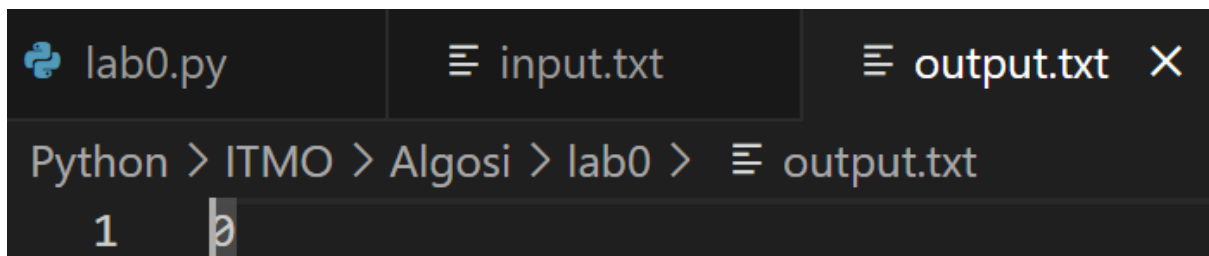 lab0.py input.txt output.txt
Python > ITMO > Algosi > lab0 > output.txt
1 0